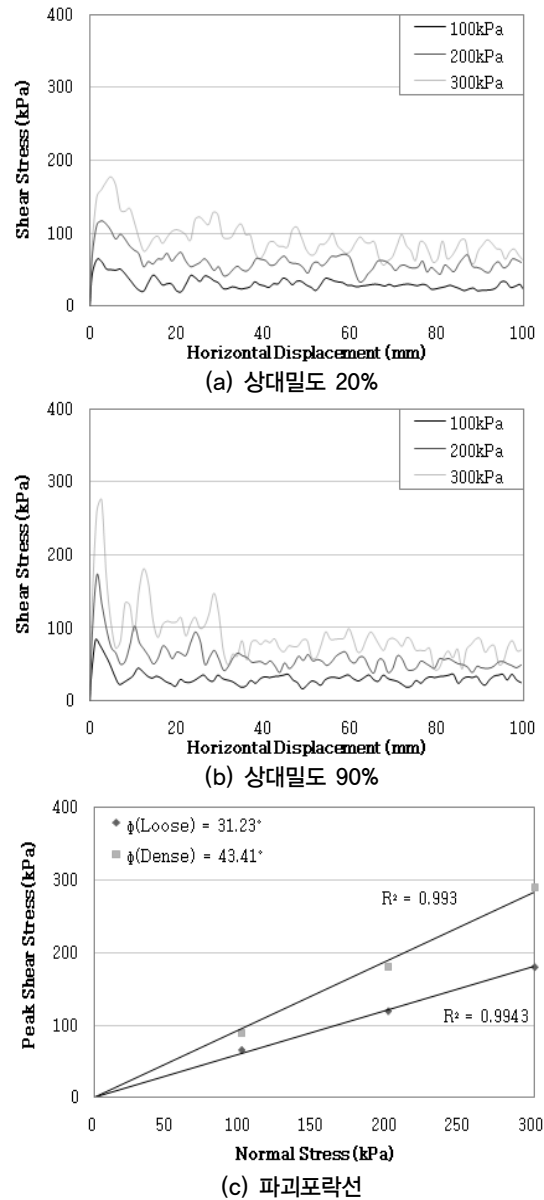 400
300
200
100
0
Shear Stress (kPa)
100kPa
200kPa
300kPa
0 20 40 60 80 100
Horizontal Displacement (mm)
(a) 상대밀도 20%
400
300
200
100
0
Shear Stress (kPa)
100kPa
200kPa
300kPa
0 20 40 60 80 100
Horizontal Displacement (mm)
(b) 상대밀도 90%
400
300
200
100
0
Peak Shear Stress(kPa)
ϕ(Loose) = 31.23°
ϕ(Dense) = 43.41°
R² = 0.993
R² = 0.9943
0 50 100 150 200 250 300
Normal Stress (kPa)
(c) 파괴포락선